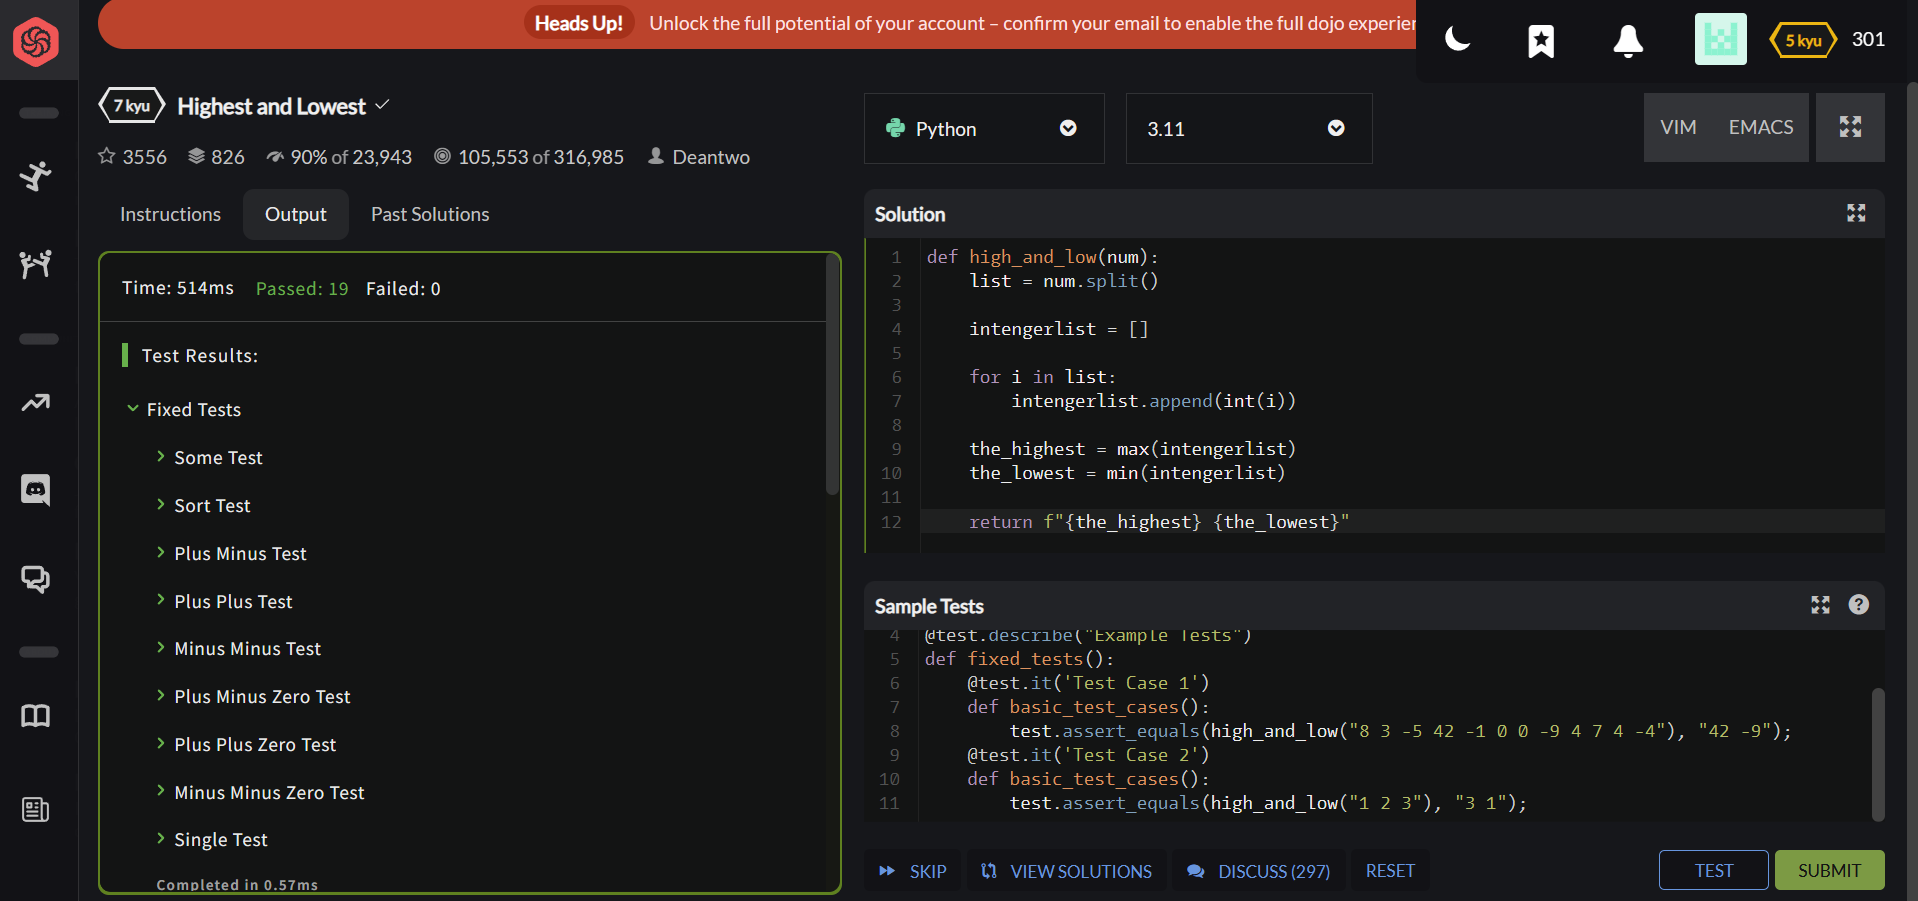 Heads Up! Unlock the full potential of your account – confirm your email to enable the full dojo experier
5 kyu 301
7 kyu Highest and Lowest
3556 826 90% of 23,943 105,553 of 316,985 Deantwo
Instructions Output Past Solutions
Time: 514ms Passed: 19 Failed: 0
Test Results:
Fixed Tests
Some Test
Sort Test
Plus Minus Test
Plus Plus Test
Minus Minus Test
Plus Minus Zero Test
Plus Plus Zero Test
Minus Minus Zero Test
Single Test
Completed in 0.57ms
Python 3.11 VIM EMACS
Solution
1 def high_and_low(num):
2     list = num.split()
3
4     intengerlist = []
5
6     for i in list:
7         intengerlist.append(int(i))
8
9     the_highest = max(intengerlist)
10     the_lowest = min(intengerlist)
11
12     return f"{the_highest} {the_lowest}"
Sample Tests
4 @test.describe("Example Tests")
5 def fixed_tests():
6     @test.it('Test Case 1')
7     def basic_test_cases():
8         test.assert_equals(high_and_low("8 3 -5 42 -1 0 0 -9 4 7 4 -4"), "42 -9");
9     @test.it('Test Case 2')
10     def basic_test_cases():
11         test.assert_equals(high_and_low("1 2 3"), "3 1");
SKIP VIEW SOLUTIONS DISCUSS (297) RESET TEST SUBMIT